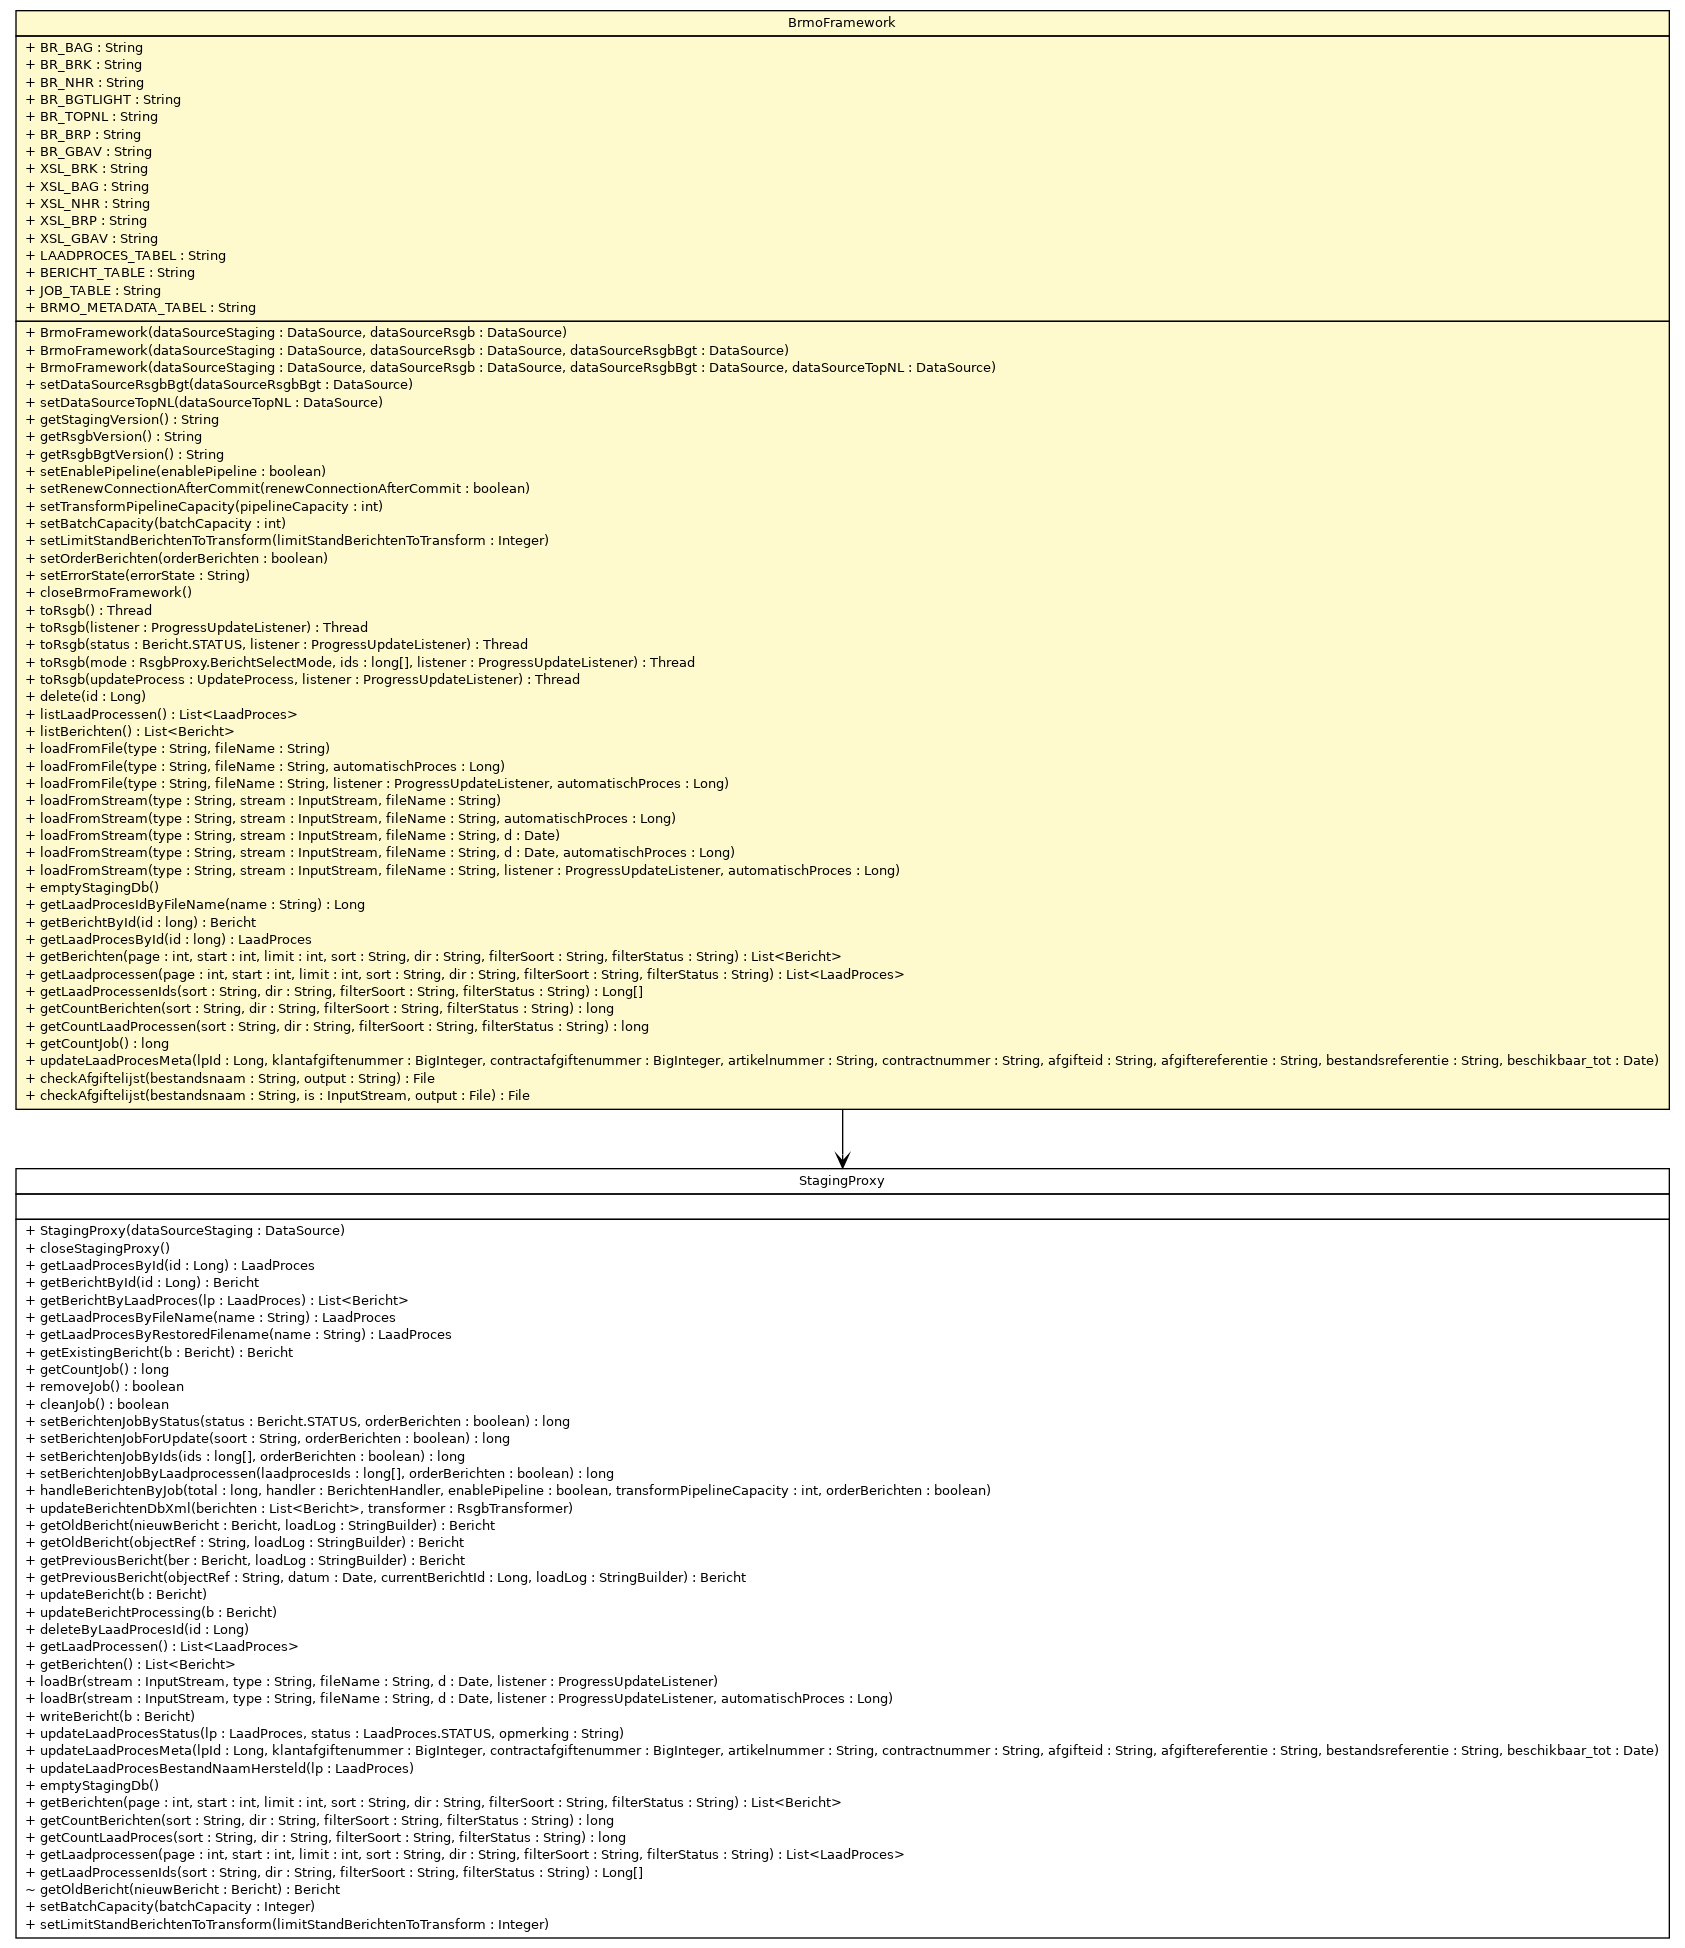 BrmoFramework
+ BR_BAG : String
+ BR_BRK : String
+ BR_NHR : String
+ BR_BGTLIGHT : String
+ BR_TOPNL : String
+ BR_BRP : String
+ BR_GBAV : String
+ XSL_BRK : String
+ XSL_BAG : String
+ XSL_NHR : String
+ XSL_BRP : String
+ XSL_GBAV : String
+ LAADPROCES_TABEL : String
+ BERICHT_TABLE : String
+ JOB_TABLE : String
+ BRMO_METADATA_TABEL : String
+ BrmoFramework(dataSourceStaging : DataSource, dataSourceRsgb : DataSource)
+ BrmoFramework(dataSourceStaging : DataSource, dataSourceRsgb : DataSource, dataSourceRsgbBgt : DataSource)
+ BrmoFramework(dataSourceStaging : DataSource, dataSourceRsgb : DataSource, dataSourceRsgbBgt : DataSource, dataSourceTopNL : DataSource)
+ setDataSourceRsgbBgt(dataSourceRsgbBgt : DataSource)
+ setDataSourceTopNL(dataSourceTopNL : DataSource)
+ getStagingVersion() : String
+ getRsgbVersion() : String
+ getRsgbBgtVersion() : String
+ setEnablePipeline(enablePipeline : boolean)
+ setRenewConnectionAfterCommit(renewConnectionAfterCommit : boolean)
+ setTransformPipelineCapacity(pipelineCapacity : int)
+ setBatchCapacity(batchCapacity : int)
+ setLimitStandBerichtenToTransform(limitStandBerichtenToTransform : Integer)
+ setOrderBerichten(orderBerichten : boolean)
+ setErrorState(errorState : String)
+ closeBrmoFramework()
+ toRsgb() : Thread
+ toRsgb(listener : ProgressUpdateListener) : Thread
+ toRsgb(status : Bericht.STATUS, listener : ProgressUpdateListener) : Thread
+ toRsgb(mode : RsgbProxy.BerichtSelectMode, ids : long[], listener : ProgressUpdateListener) : Thread
+ toRsgb(updateProcess : UpdateProcess, listener : ProgressUpdateListener) : Thread
+ delete(id : Long)
+ listLaadProcessen() : List<LaadProces>
+ listBerichten() : List<Bericht>
+ loadFromFile(type : String, fileName : String)
+ loadFromFile(type : String, fileName : String, automatischProces : Long)
+ loadFromFile(type : String, fileName : String, listener : ProgressUpdateListener, automatischProces : Long)
+ loadFromStream(type : String, stream : InputStream, fileName : String)
+ loadFromStream(type : String, stream : InputStream, fileName : String, automatischProces : Long)
+ loadFromStream(type : String, stream : InputStream, fileName : String, d : Date)
+ loadFromStream(type : String, stream : InputStream, fileName : String, d : Date, automatischProces : Long)
+ loadFromStream(type : String, stream : InputStream, fileName : String, listener : ProgressUpdateListener, automatischProces : Long)
+ emptyStagingDb()
+ getLaadProcesIdByFileName(name : String) : Long
+ getBerichtById(id : long) : Bericht
+ getLaadProcesById(id : long) : LaadProces
+ getBerichten(page : int, start : int, limit : int, sort : String, dir : String, filterSoort : String, filterStatus : String) : List<Bericht>
+ getLaadprocessen(page : int, start : int, limit : int, sort : String, dir : String, filterSoort : String, filterStatus : String) : List<LaadProces>
+ getLaadProcessenIds(sort : String, dir : String, filterSoort : String, filterStatus : String) : Long[]
+ getCountBerichten(sort : String, dir : String, filterSoort : String, filterStatus : String) : long
+ getCountLaadProcessen(sort : String, dir : String, filterSoort : String, filterStatus : String) : long
+ getCountJob() : long
+ updateLaadProcesMeta(lpId : Long, klantafgiftenummer : BigInteger, contractafgiftenummer : BigInteger, artikelnummer : String, contractnummer : String, afgifteid : String, afgiftereferentie : String, bestandsreferentie : String, beschikbaar_tot : Date)
+ checkAfgiftelijst(bestandsnaam : String, output : String) : File
+ checkAfgiftelijst(bestandsnaam : String, is : InputStream, output : File) : File
StagingProxy
+ StagingProxy(dataSourceStaging : DataSource)
+ closeStagingProxy()
+ getLaadProcesById(id : Long) : LaadProces
+ getBerichtById(id : Long) : Bericht
+ getBerichtByLaadProces(lp : LaadProces) : List<Bericht>
+ getLaadProcesByFileName(name : String) : LaadProces
+ getLaadProcesByRestoredFilename(name : String) : LaadProces
+ getExistingBericht(b : Bericht) : Bericht
+ getCountJob() : long
+ removeJob() : boolean
+ cleanJob() : boolean
+ setBerichtenJobByStatus(status : Bericht.STATUS, orderBerichten : boolean) : long
+ setBerichtenJobForUpdate(soort : String, orderBerichten : boolean) : long
+ setBerichtenJobByIds(ids : long[], orderBerichten : boolean) : long
+ setBerichtenJobByLaadprocessen(laadprocesIds : long[], orderBerichten : boolean) : long
+ handleBerichtenByJob(total : long, handler : BerichtenHandler, enablePipeline : boolean, transformPipelineCapacity : int, orderBerichten : boolean)
+ updateBerichtenDbXml(berichten : List<Bericht>, transformer : RsgbTransformer)
+ getOldBericht(nieuwBericht : Bericht, loadLog : StringBuilder) : Bericht
+ getOldBericht(objectRef : String, loadLog : StringBuilder) : Bericht
+ getPreviousBericht(ber : Bericht, loadLog : StringBuilder) : Bericht
+ getPreviousBericht(objectRef : String, datum : Date, currentBerichtId : Long, loadLog : StringBuilder) : Bericht
+ updateBericht(b : Bericht)
+ updateBerichtProcessing(b : Bericht)
+ deleteByLaadProcesId(id : Long)
+ getLaadProcessen() : List<LaadProces>
+ getBerichten() : List<Bericht>
+ loadBr(stream : InputStream, type : String, fileName : String, d : Date, listener : ProgressUpdateListener)
+ loadBr(stream : InputStream, type : String, fileName : String, d : Date, listener : ProgressUpdateListener, automatischProces : Long)
+ writeBericht(b : Bericht)
+ updateLaadProcesStatus(lp : LaadProces, status : LaadProces.STATUS, opmerking : String)
+ updateLaadProcesMeta(lpId : Long, klantafgiftenummer : BigInteger, contractafgiftenummer : BigInteger, artikelnummer : String, contractnummer : String, afgifteid : String, afgiftereferentie : String, bestandsreferentie : String, beschikbaar_tot : Date)
+ updateLaadProcesBestandNaamHersteld(lp : LaadProces)
+ emptyStagingDb()
+ getBerichten(page : int, start : int, limit : int, sort : String, dir : String, filterSoort : String, filterStatus : String) : List<Bericht>
+ getCountBerichten(sort : String, dir : String, filterSoort : String, filterStatus : String) : long
+ getCountLaadProces(sort : String, dir : String, filterSoort : String, filterStatus : String) : long
+ getLaadprocessen(page : int, start : int, limit : int, sort : String, dir : String, filterSoort : String, filterStatus : String) : List<LaadProces>
+ getLaadProcessenIds(sort : String, dir : String, filterSoort : String, filterStatus : String) : Long[]
~ getOldBericht(nieuwBericht : Bericht) : Bericht
+ setBatchCapacity(batchCapacity : Integer)
+ setLimitStandBerichtenToTransform(limitStandBerichtenToTransform : Integer)